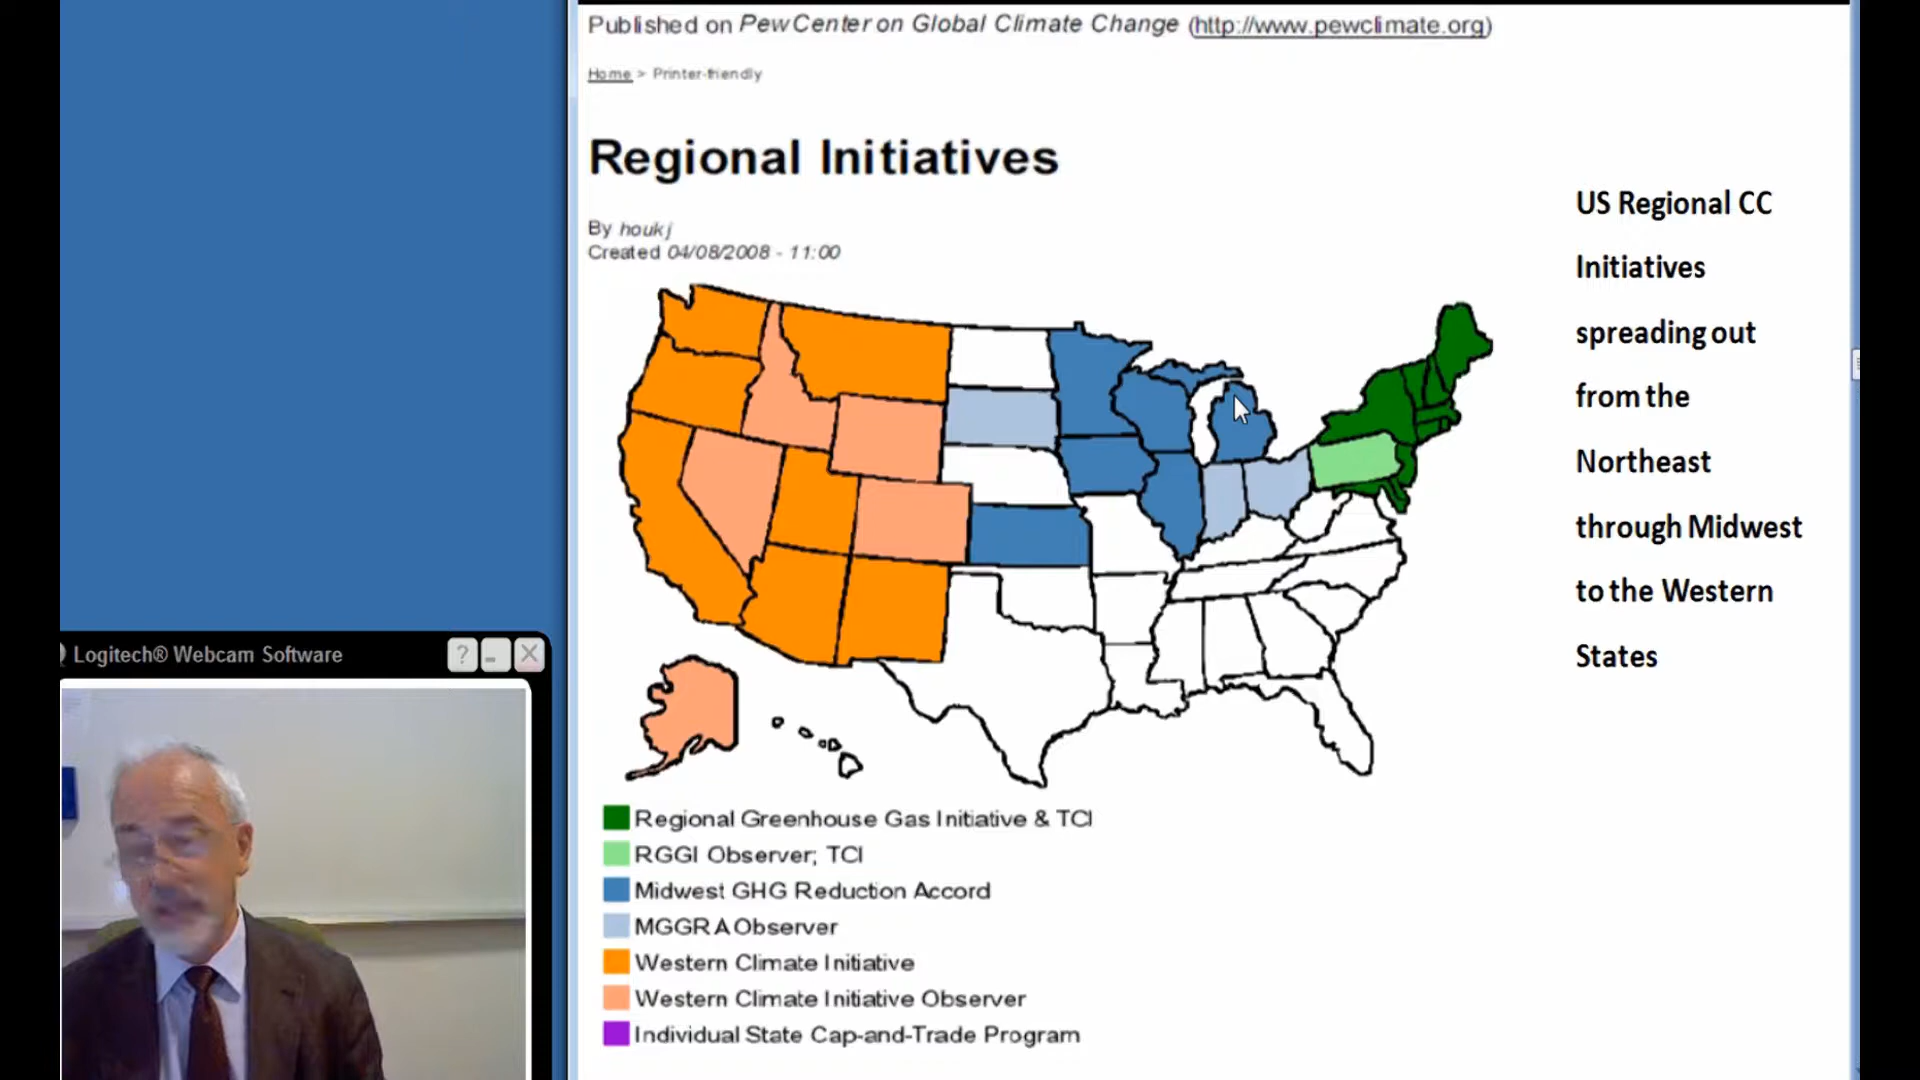 Published on Pew Center on Global Climate Change (http://www.pewclimate.org)
Home > Printer-friendly
Regional Initiatives
By houkj
Created 04/08/2008 - 11:00
US Regional CC
Initiatives
spreading out
from the
Northeast
through Midwest
to the Western
States
Logitech® Webcam Software
?
Regional Greenhouse Gas Initiative & TCI
RGGI Observer; TCI
Midwest GHG Reduction Accord
MGGRA Observer
Western Climate Initiative
Western Climate Initiative Observer
Individual State Cap-and-Trade Program